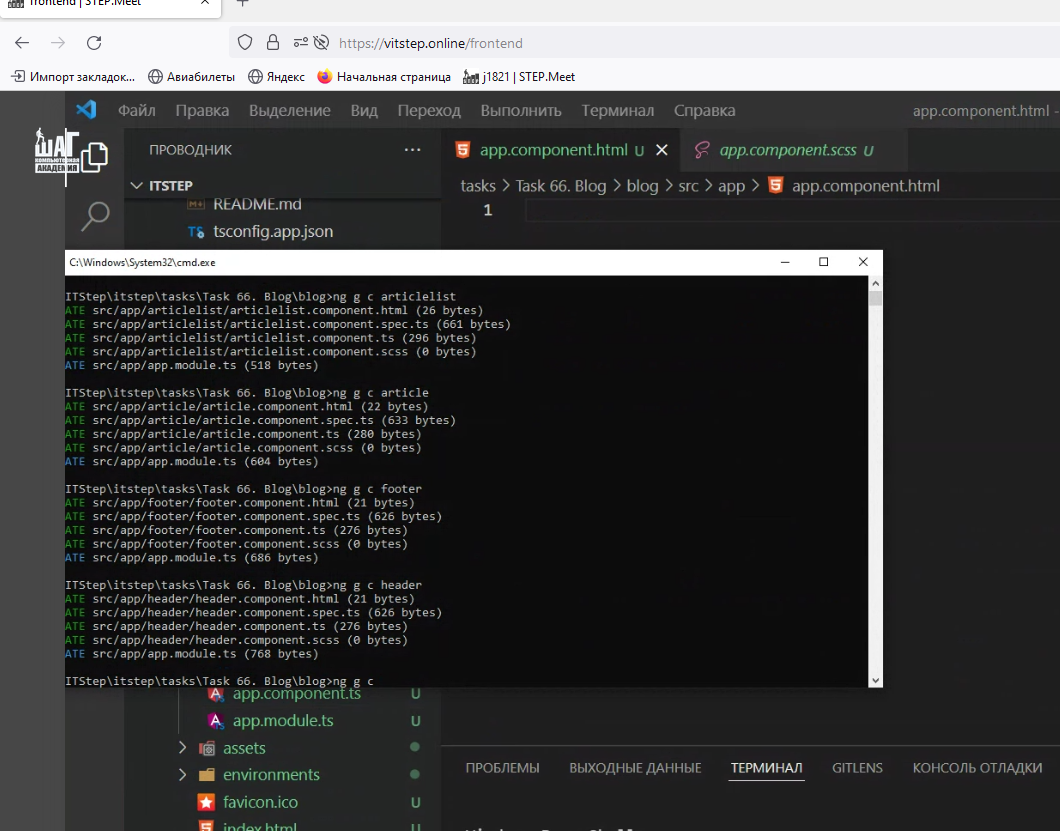 frontend | STEP.Meet
https://vitstep.online/frontend
Импорт закладок... Авиабилеты Яндекс Начальная страница j1821 | STEP.Meet
Файл Правка Выделение Вид Переход Выполнить Терминал Справка app.component.html -
ШАГ
КОМПЬЮТЕРНАЯ
АКАДЕМИЯ
ПРОВОДНИК ... app.component.html U app.component.scss U
ITSTEP tasks > Task 66. Blog > blog > src > app > app.component.html
README.md 1
tsconfig.app.json
C:\Windows\System32\cmd.exe
ITStep\itstep\tasks\Task 66. Blog\blog>ng g c articlelist
ATE src/app/articlelist/articlelist.component.html (26 bytes)
ATE src/app/articlelist/articlelist.component.spec.ts (661 bytes)
ATE src/app/articlelist/articlelist.component.ts (296 bytes)
ATE src/app/articlelist/articlelist.component.scss (0 bytes)
ATE src/app/app.module.ts (518 bytes)
ITStep\itstep\tasks\Task 66. Blog\blog>ng g c article
ATE src/app/article/article.component.html (22 bytes)
ATE src/app/article/article.component.spec.ts (633 bytes)
ATE src/app/article/article.component.ts (280 bytes)
ATE src/app/article/article.component.scss (0 bytes)
ATE src/app/app.module.ts (604 bytes)
ITStep\itstep\tasks\Task 66. Blog\blog>ng g c footer
ATE src/app/footer/footer.component.html (21 bytes)
ATE src/app/footer/footer.component.spec.ts (626 bytes)
ATE src/app/footer/footer.component.ts (276 bytes)
ATE src/app/footer/footer.component.scss (0 bytes)
ATE src/app/app.module.ts (686 bytes)
ITStep\itstep\tasks\Task 66. Blog\blog>ng g c header
ATE src/app/header/header.component.html (21 bytes)
ATE src/app/header/header.component.spec.ts (626 bytes)
ATE src/app/header/header.component.ts (276 bytes)
ATE src/app/header/header.component.scss (0 bytes)
ATE src/app/app.module.ts (768 bytes)
ITStep\itstep\tasks\Task 66. Blog\blog>ng g c
app.component.ts U
app.module.ts U
assets
environments
favicon.ico U
index.html U
ПРОБЛЕМЫ ВЫХОДНЫЕ ДАННЫЕ ТЕРМИНАЛ GITLENS КОНСОЛЬ ОТЛАДКИ